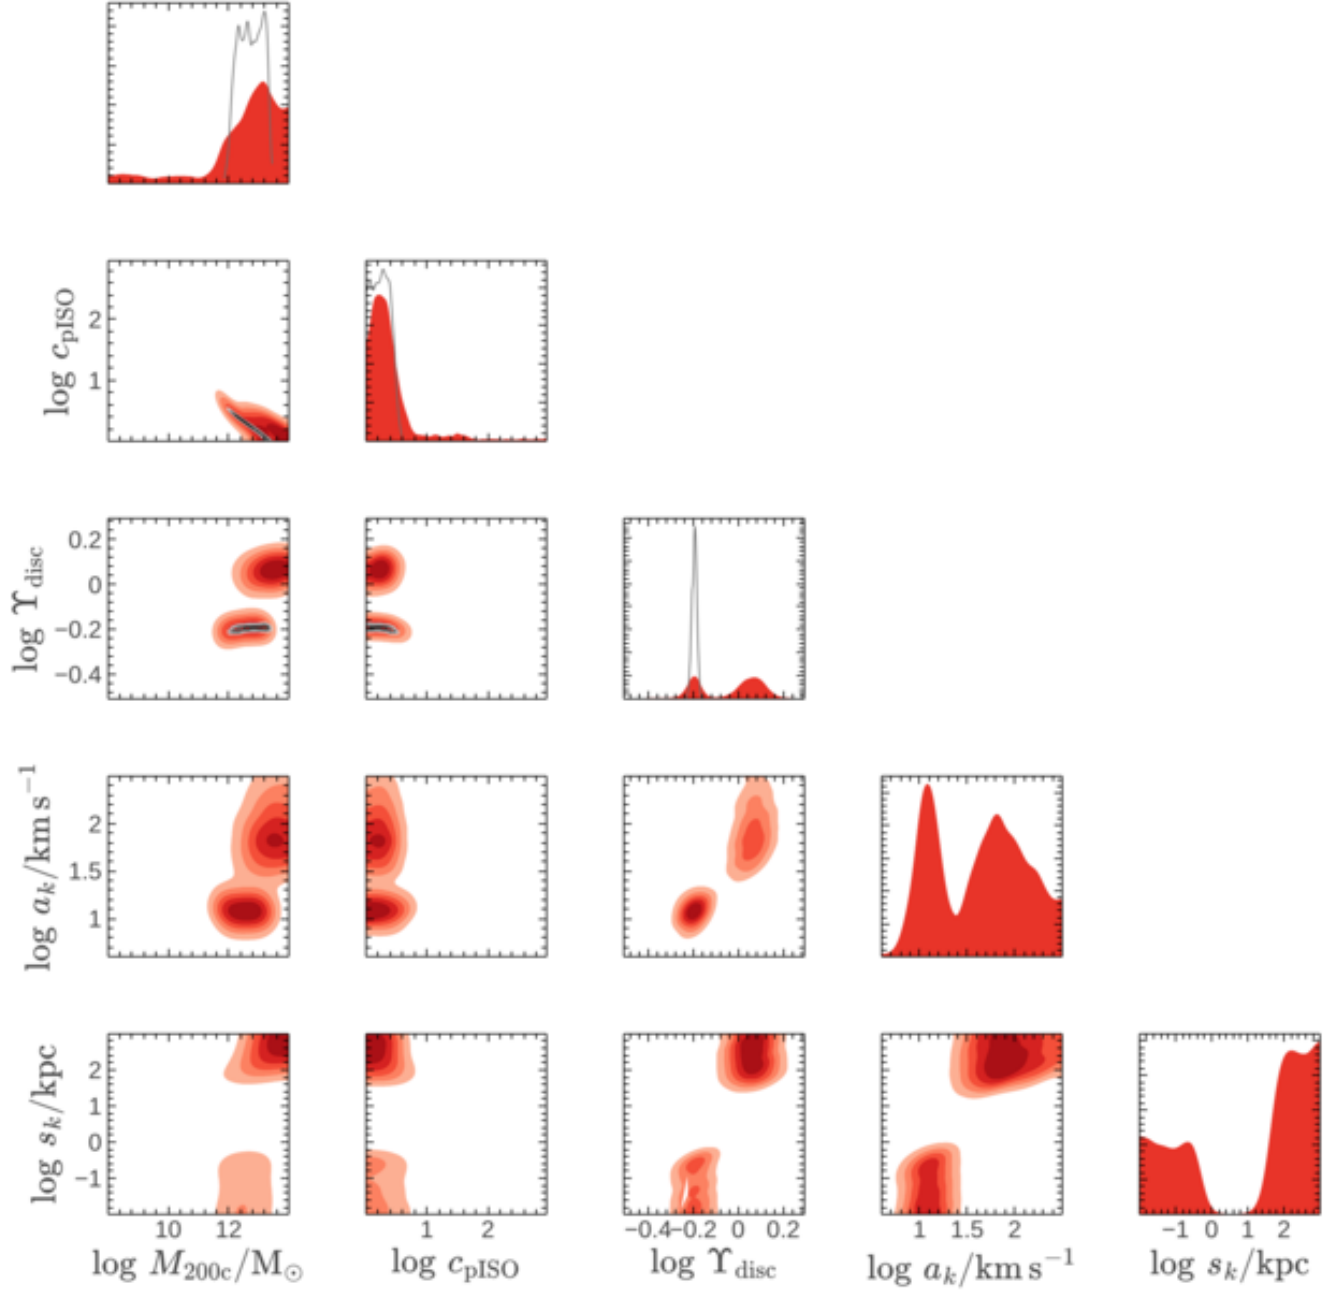 log c_pISO
2
1
log ϒ_disc
0.2
0
−0.2
−0.4
log a_k/km s⁻¹
2
1.5
1
log s_k/kpc
2
1
0
−1
10 12 1 2 −0.4 −0.2 0 0.2 1 1.5 2 −1 0 1 2
log M_200c/M_⊙ log c_pISO log ϒ_disc log a_k/km s⁻¹ log s_k/kpc